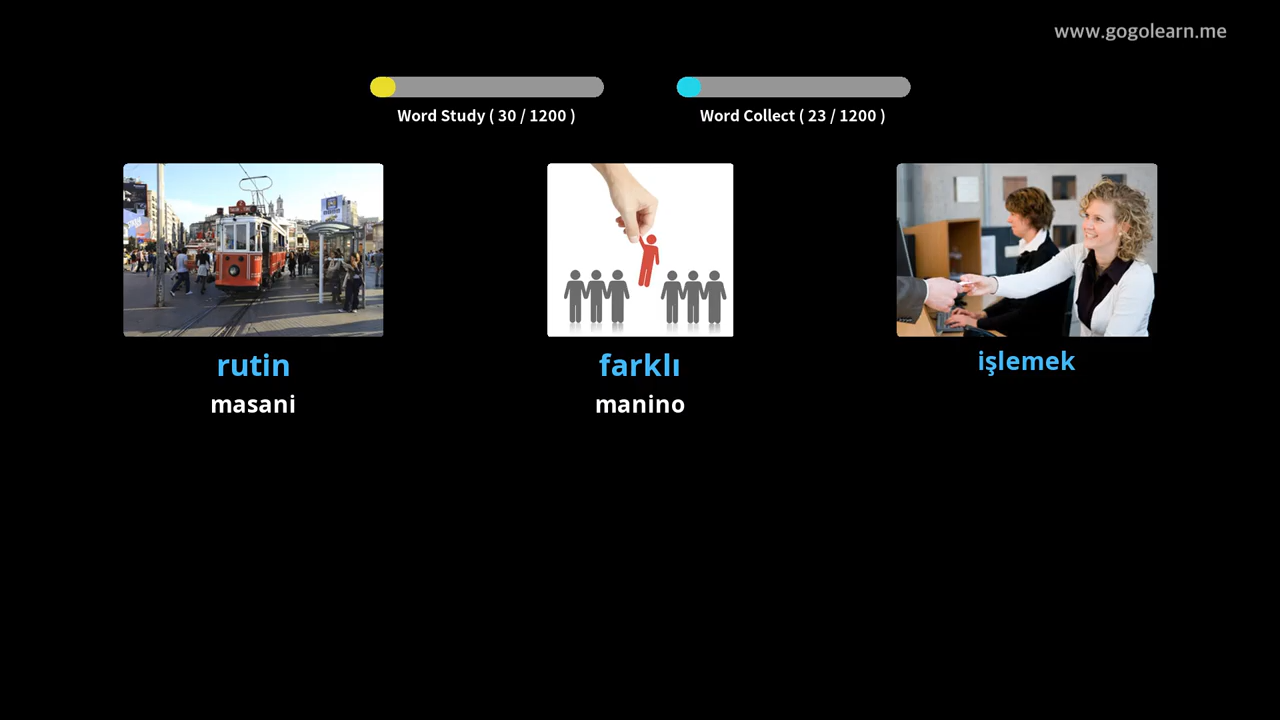 www.gogolearn.me
Word Study ( 30 / 1200 )
Word Collect ( 23 / 1200 )
rutin
masani
farklı
manino
işlemek